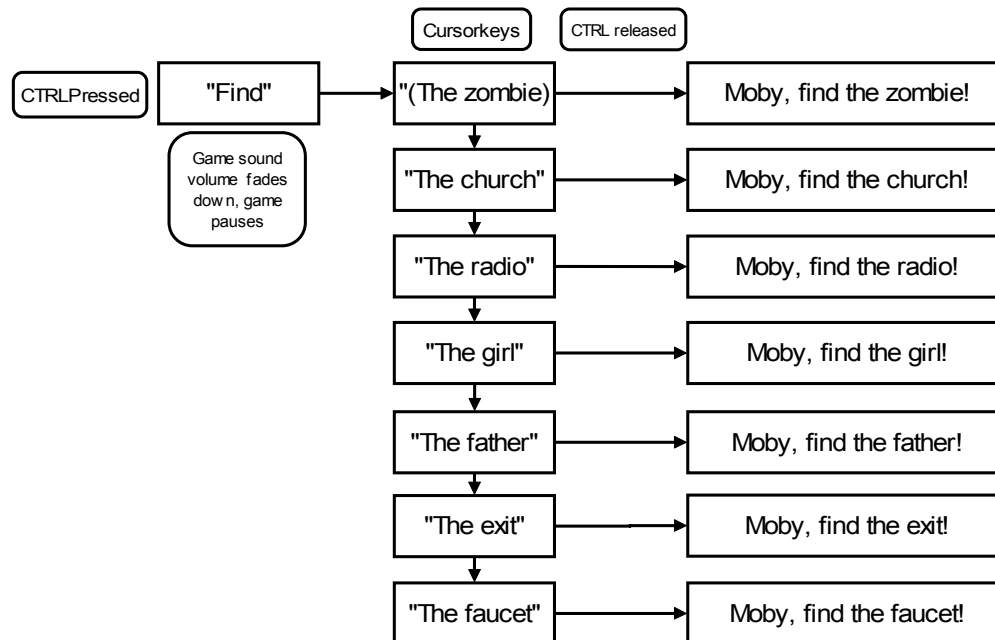 Cursorkeys
CTRL released
CTRLPressed
"Find"
"(The zombie)
Moby, find the zombie!
Game sound
volume fades
down, game
pauses
"The church"
Moby, find the church!
"The radio"
Moby, find the radio!
"The girl"
Moby, find the girl!
"The father"
Moby, find the father!
"The exit"
Moby, find the exit!
"The faucet"
Moby, find the faucet!